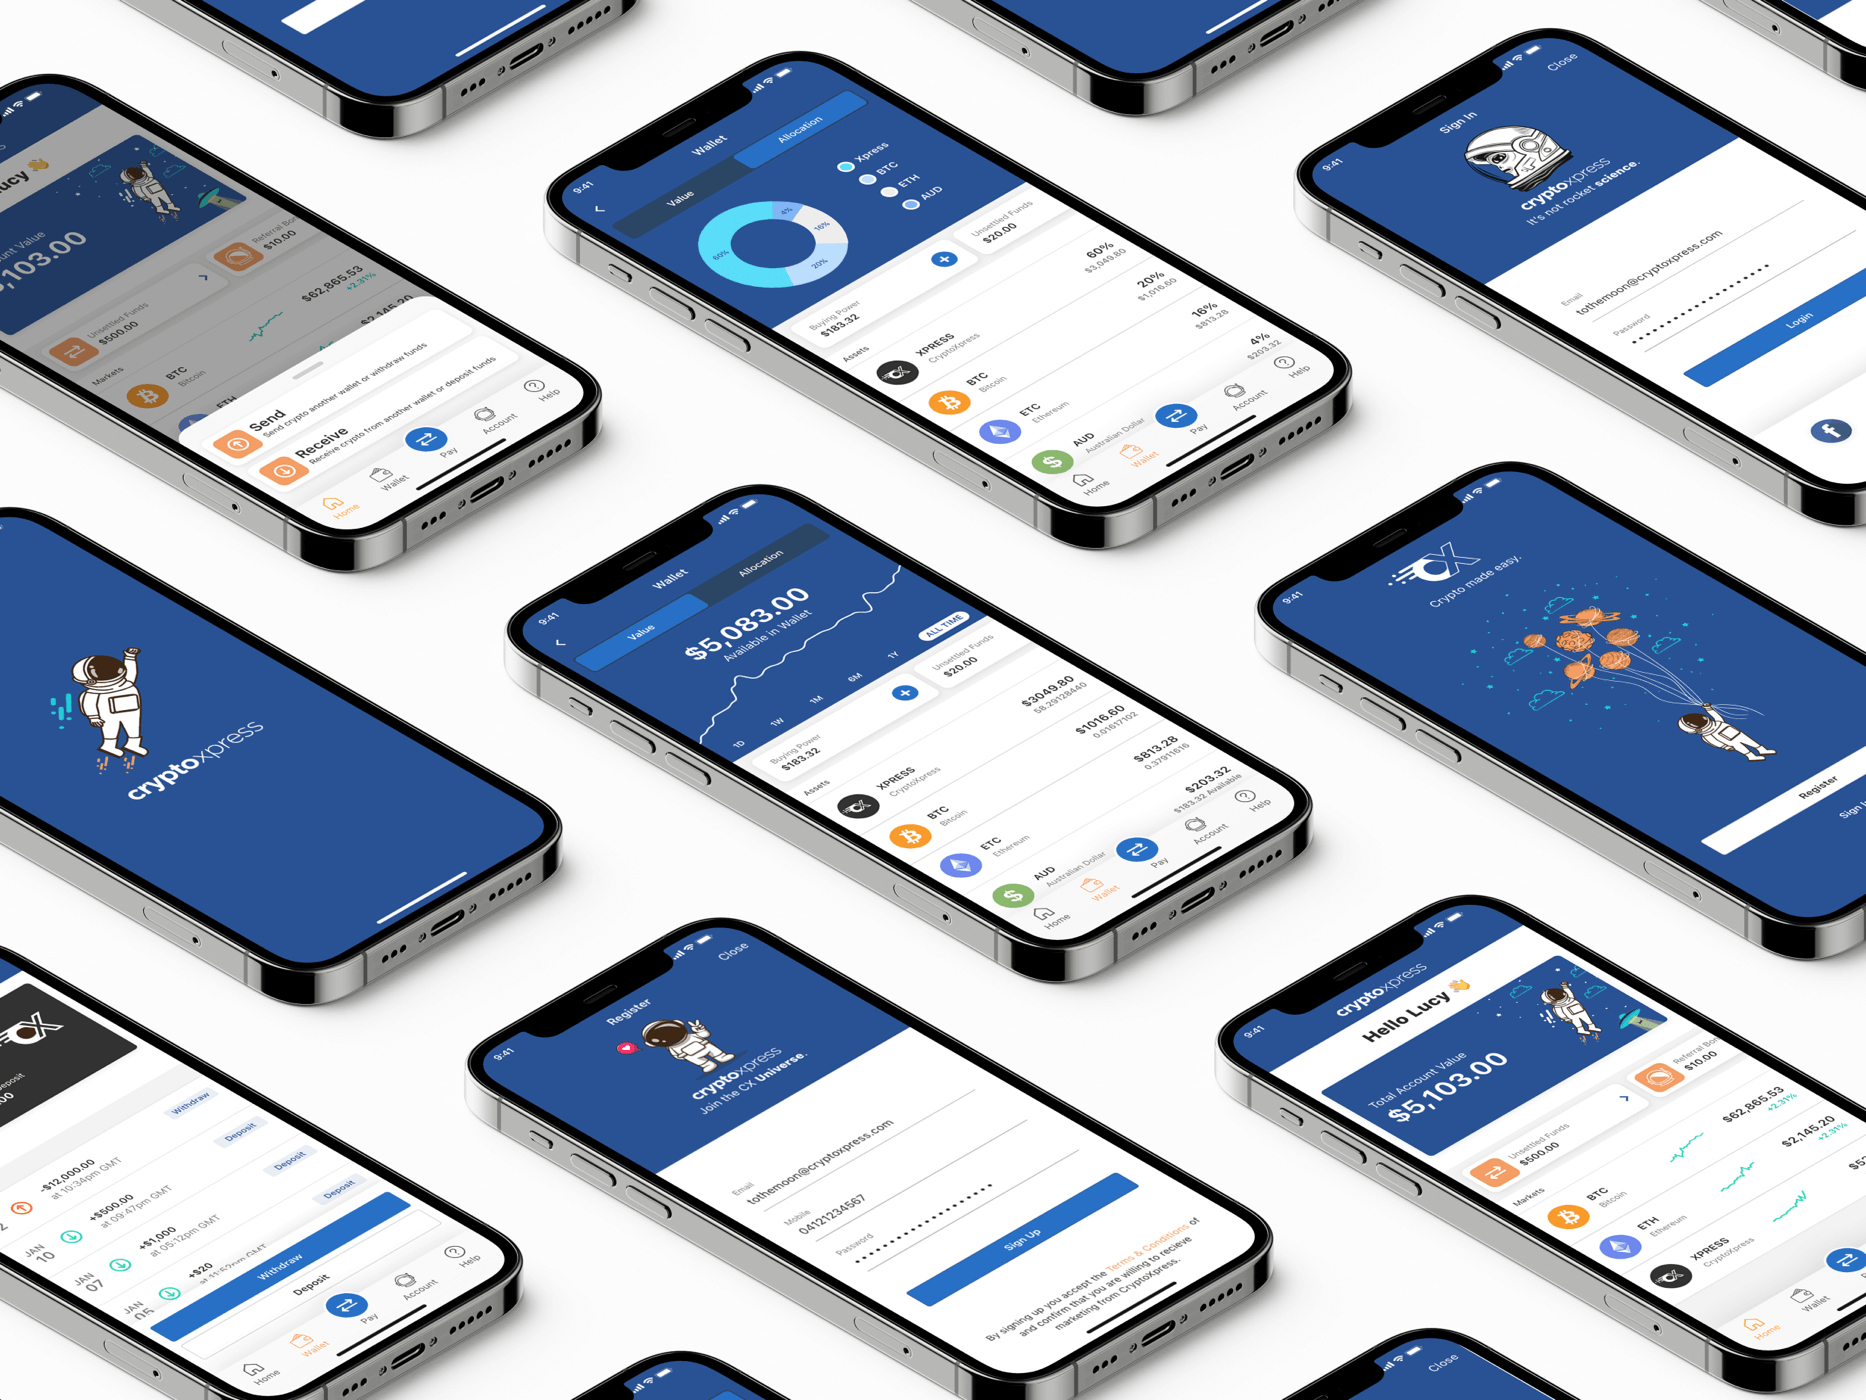 Lucy 👋
Account Value
5,103.00
Unsettled Funds
$500.00
Referral Bon
$10.00
Markets
BTC
Bitcoin
$62,865.53
+2.31%
ETH
$2,145.20
Send
Send crypto another wallet or withdraw funds
Receive
Receive crypto from another wallet or deposit funds
Home
Wallet
Pay
Account
Help
9:41
Wallet
Value
Allocation
Xpress
BTC
ETH
AUD
60%
4%
16%
20%
Buying Power
$183.32
Unsettled Funds
$20.00
Assets
XPRESS
CryptoXpress
60%
$3,049.80
BTC
Bitcoin
20%
$1,016.60
ETC
Ethereum
16%
$813.28
AUD
Australian Dollar
4%
$203.32
Home
Wallet
Pay
Account
Help
9:41
Sign In
Close
cryptoxpress
It's not rocket science.
Email
tothemoon@cryptoxpress.com
Password
Login
cryptoxpress
9:41
Wallet
Value
Allocation
$5,083.00
Available in Wallet
1D
1W
1M
6M
1Y
ALL TIME
Buying Power
$183.32
Unsettled Funds
$20.00
Assets
XPRESS
CryptoXpress
$3049.80
58.29128440
BTC
Bitcoin
$1016.60
0.01617102
ETC
Ethereum
$813.28
0.37911616
AUD
Australian Dollar
$203.32
$183.32 Available
Home
Wallet
Pay
Account
Help
9:41
CX
Crypto made easy.
Register
Sign In
CX
Deposit
Withdraw
-$12,000.00
at 10:34pm GMT
Deposit
JAN
10
+$500.00
at 09:47pm GMT
Deposit
JAN
07
+$1,000
at 05:12pm GMT
Deposit
JAN
05
+$20
at 11:52pm GMT
Withdraw
Deposit
Home
Wallet
Pay
Account
Help
9:41
Register
Close
cryptoxpress
Join the CX Universe.
Email
tothemoon@cryptoxpress.com
Mobile
04121234567
Password
Sign Up
By signing up you accept the Terms & Conditions of
and confirm that you are willing to recieve
marketing from CryptoXpress.
9:41
cryptoxpress
Hello Lucy 👋
Total Account Value
$5,103.00
Unsettled Funds
$500.00
Referral Bon
$10.00
Markets
BTC
Bitcoin
$62,865.53
+2.31%
ETH
Ethereum
$2,145.20
+2.31%
XPRESS
CryptoXpress
Home
Wallet
Close